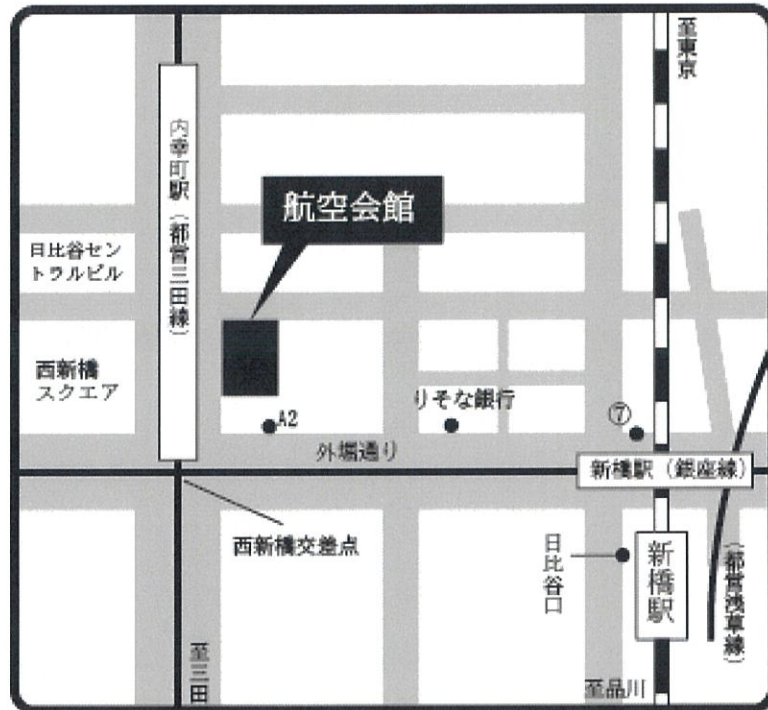 至東京
内幸町駅（都営三田線）
航空会館
日比谷セン
トラルビル
西新橋
スクエア
A2
りそな銀行
⑦
外堀通り
新橋駅（銀座線）
西新橋交差点
日比谷口
新橋駅
（都営浅草線）
至三田
至品川